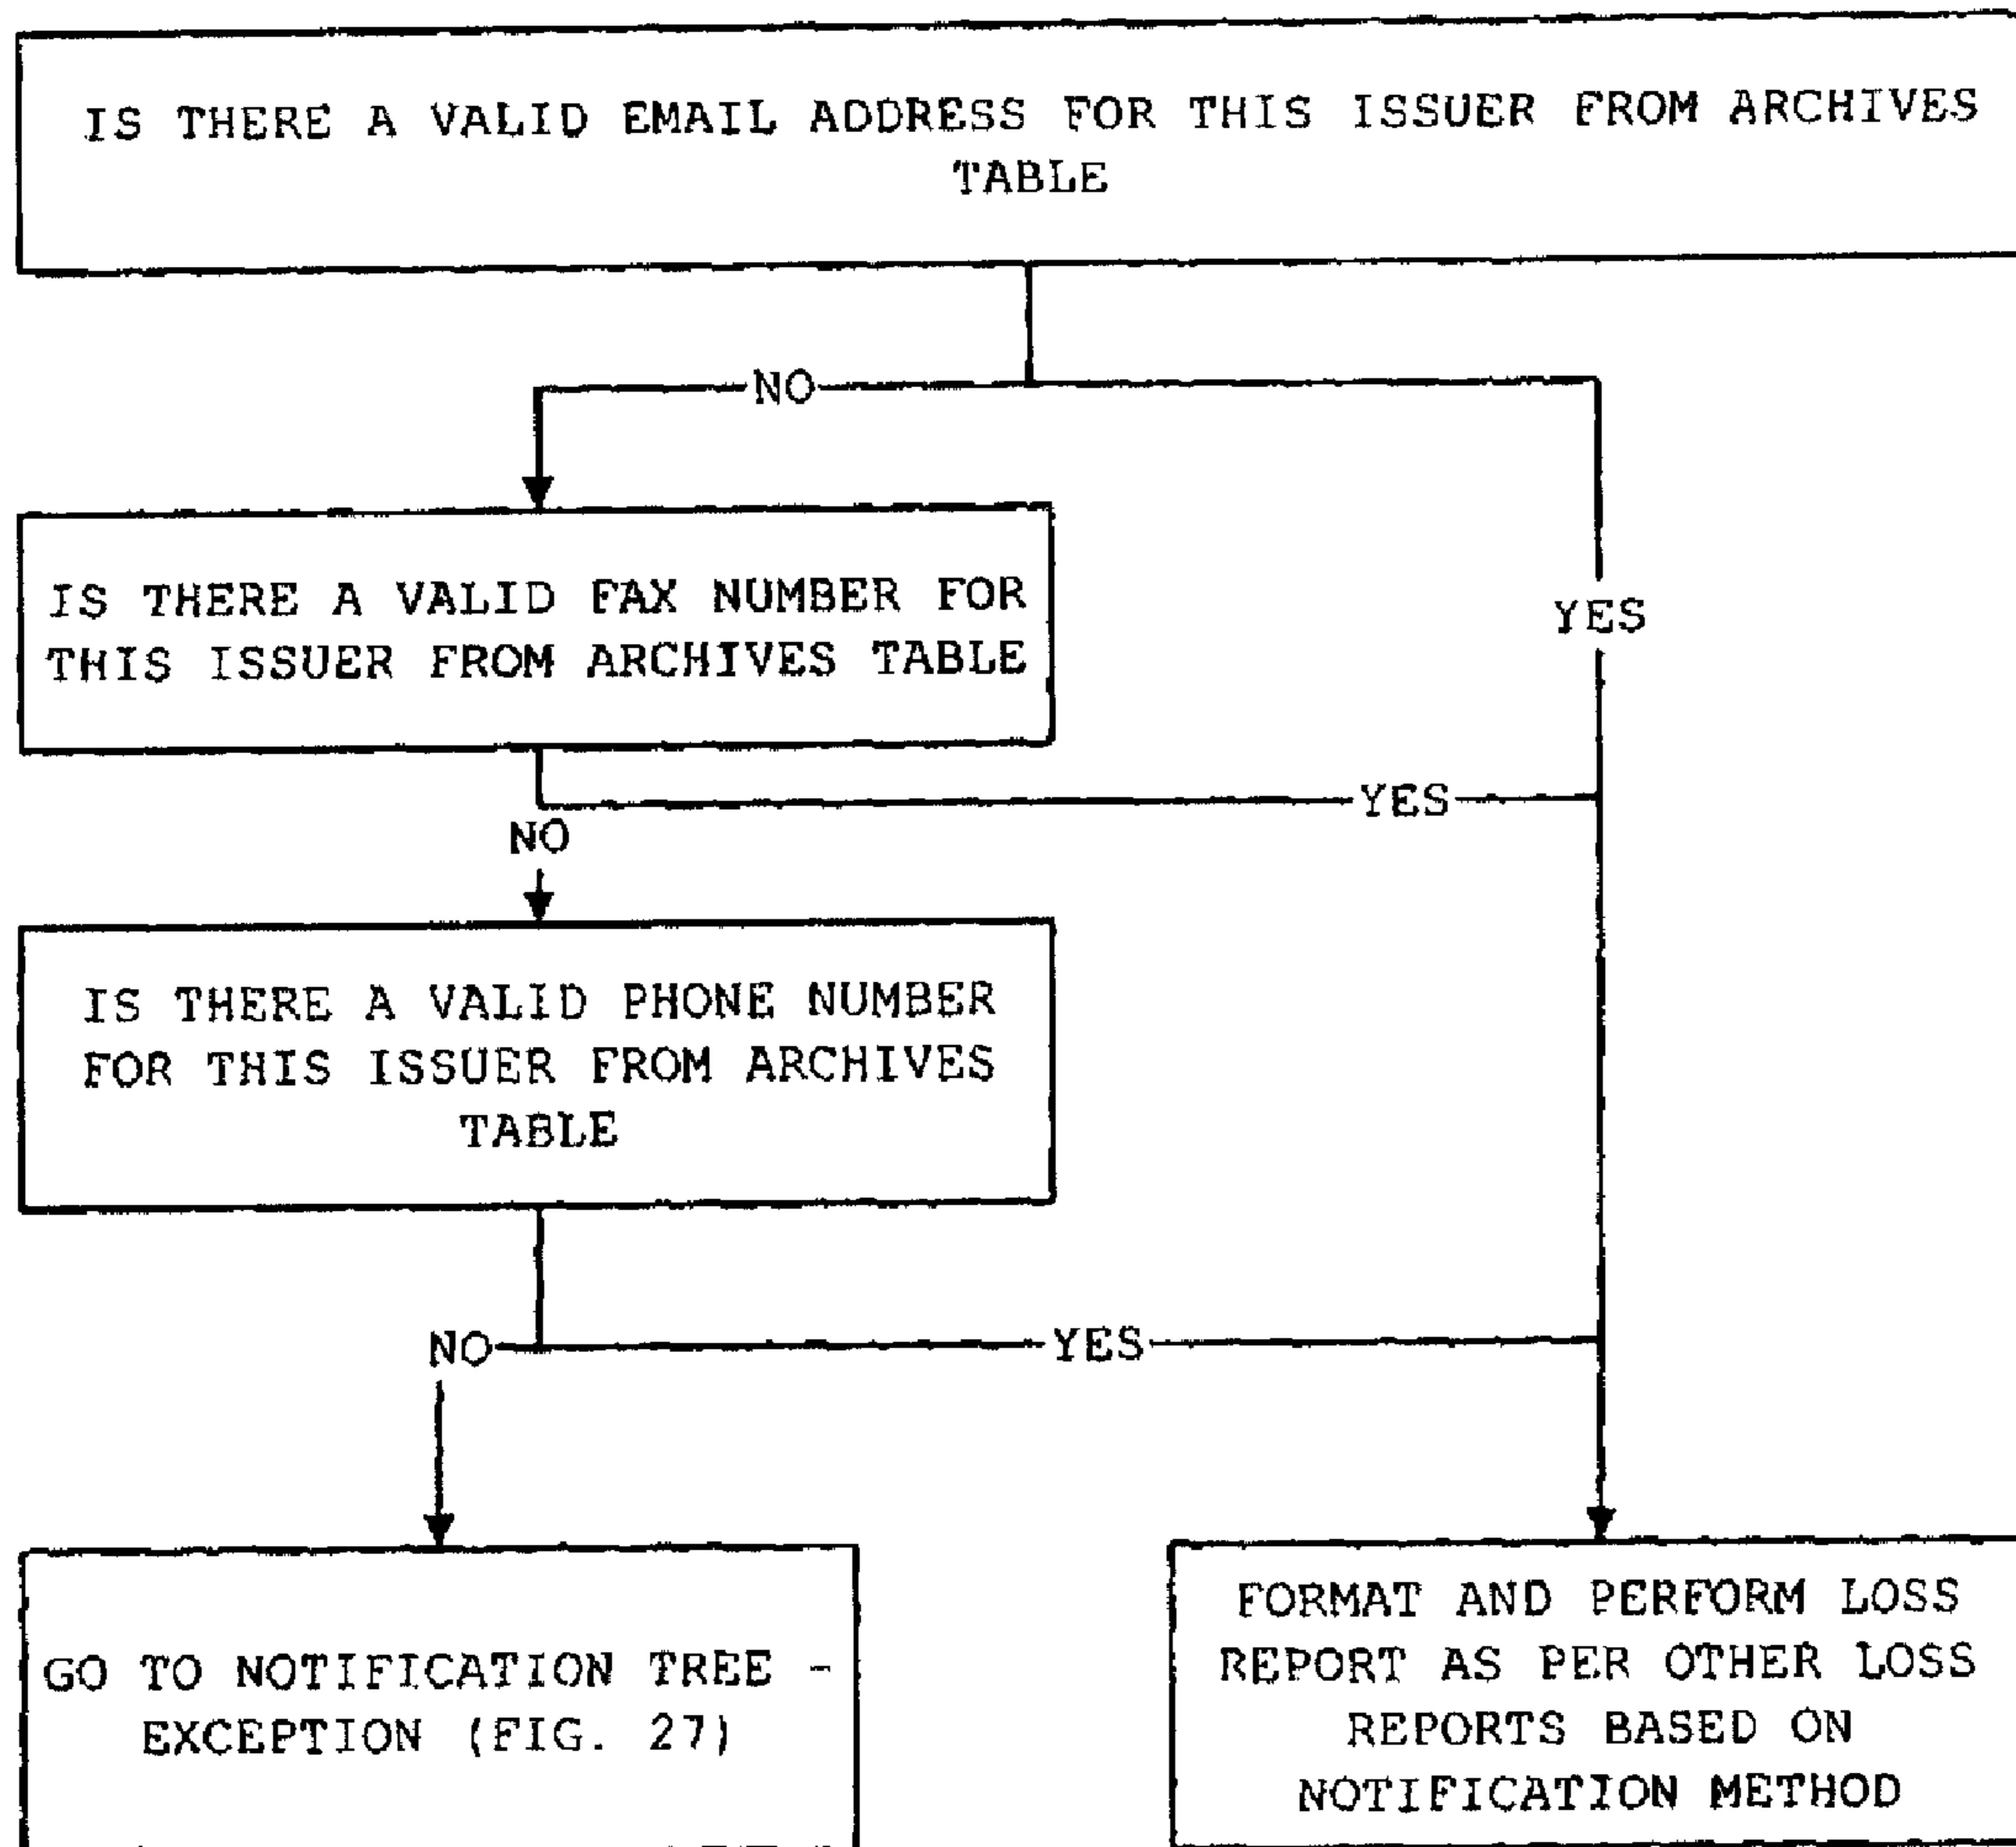 IS THERE A VALID EMAIL ADDRESS FOR THIS ISSUER FROM ARCHIVES
TABLE
NO
IS THERE A VALID FAX NUMBER FOR
THIS ISSUER FROM ARCHIVES TABLE
YES
YES
NO
IS THERE A VALID PHONE NUMBER
FOR THIS ISSUER FROM ARCHIVES
TABLE
NO
YES
GO TO NOTIFICATION TREE -
EXCEPTION (FIG. 27)
FORMAT AND PERFORM LOSS
REPORT AS PER OTHER LOSS
REPORTS BASED ON
NOTIFICATION METHOD